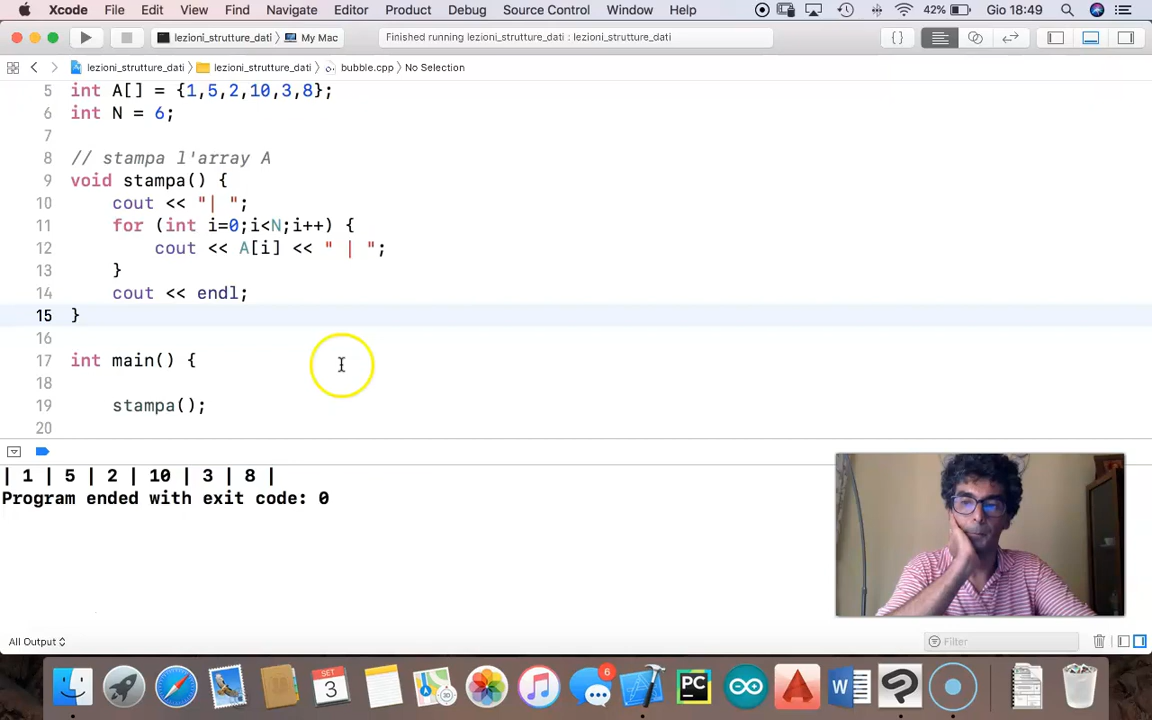 Xcode File Edit View Find Navigate Editor Product Debug Source Control Window Help 42% Gio 18:49
lezioni_strutture_dati My Mac Finished running lezioni_strutture_dati : lezioni_strutture_dati { }
lezioni_strutture_dati lezioni_strutture_dati bubble.cpp No Selection
5 int A[] = {1,5,2,10,3,8};
6 int N = 6;
7
8 // stampa l'array A
9 void stampa() {
10 cout << "| ";
11 for (int i=0;i<N;i++) {
12 cout << A[i] << " | ";
13 }
14 cout << endl;
15 }
16
17 int main() {
18
19 stampa();
20
| 1 | 5 | 2 | 10 | 3 | 8 |
Program ended with exit code: 0
All Output Filter
SET
3
6
PC
W